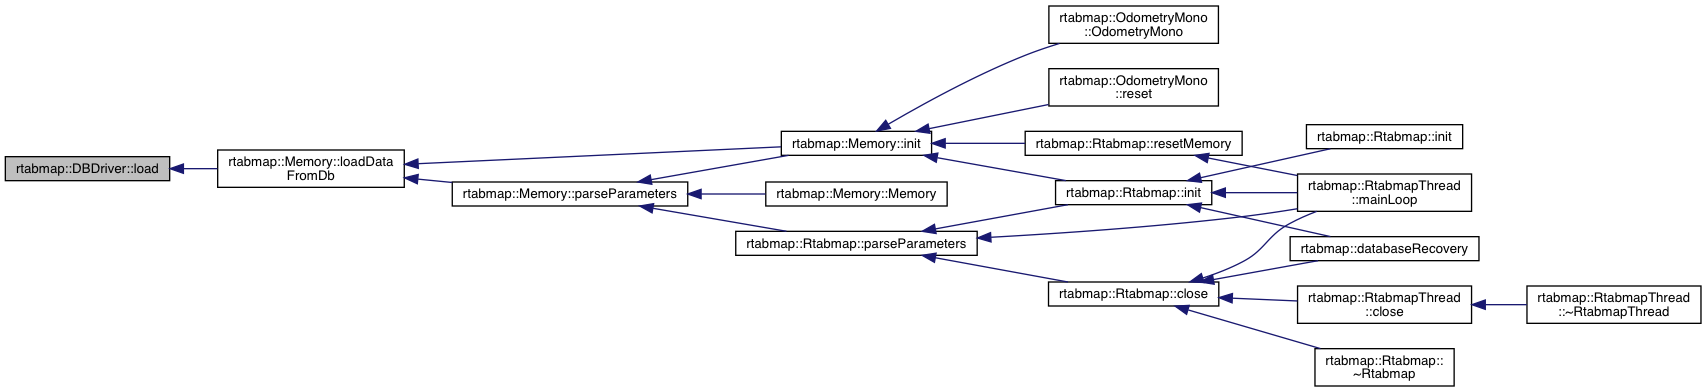 rtabmap::DBDriver::load
rtabmap::Memory::loadData
FromDb
rtabmap::Memory::parseParameters
rtabmap::Memory::init
rtabmap::Memory::Memory
rtabmap::Rtabmap::parseParameters
rtabmap::OdometryMono
::OdometryMono
rtabmap::OdometryMono
::reset
rtabmap::Rtabmap::resetMemory
rtabmap::Rtabmap::init
rtabmap::Rtabmap::close
rtabmap::Rtabmap::init
rtabmap::RtabmapThread
::mainLoop
rtabmap::databaseRecovery
rtabmap::RtabmapThread
::close
rtabmap::Rtabmap::
~Rtabmap
rtabmap::RtabmapThread
::~RtabmapThread